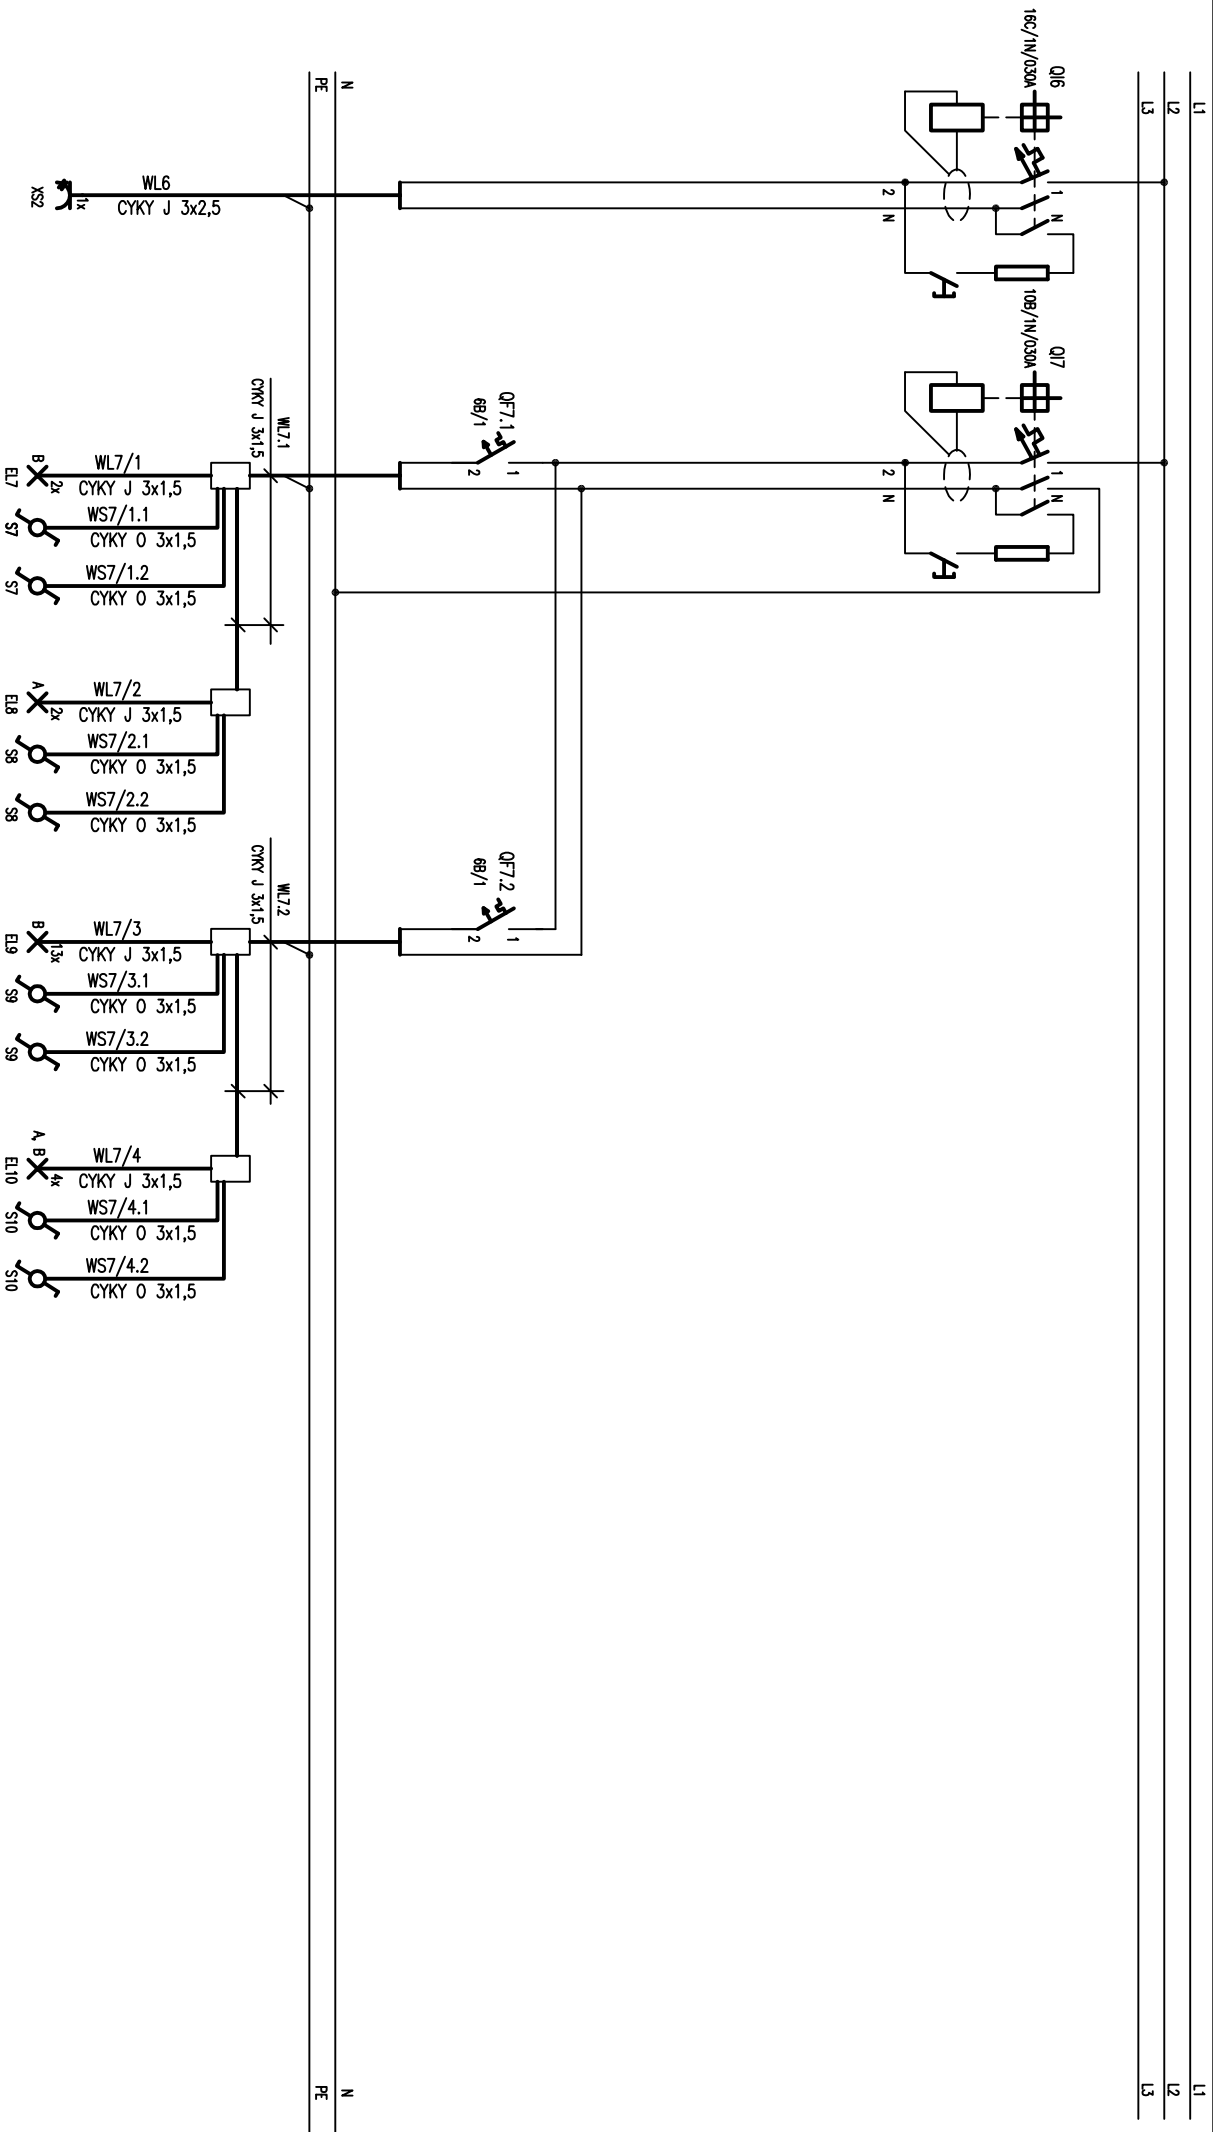 L1
L2
L3
QI6
16C/1N/030A
1
N
2
N
QI7
10B/1N/030A
1
N
2
N
QF7.1
6B/1
1
2
QF7.2
6B/1
1
2
N
PE
WL6
CYKY J 3x2,5
1x
XS2
WL7.1
CYKY J 3x1,5
WL7/1
CYKY J 3x1,5
B
2x
EL7
WS7/1.1
CYKY O 3x1,5
S7
WS7/1.2
CYKY O 3x1,5
S7
WL7/2
CYKY J 3x1,5
A
2x
EL8
WS7/2.1
CYKY O 3x1,5
S8
WS7/2.2
CYKY O 3x1,5
S8
WL7.2
CYKY J 3x1,5
WL7/3
CYKY J 3x1,5
B
13x
EL9
WS7/3.1
CYKY O 3x1,5
S9
WS7/3.2
CYKY O 3x1,5
S9
WL7/4
CYKY J 3x1,5
A, B
4x
EL10
WS7/4.1
CYKY O 3x1,5
S10
WS7/4.2
CYKY O 3x1,5
S10
L1
L2
L3
N
PE